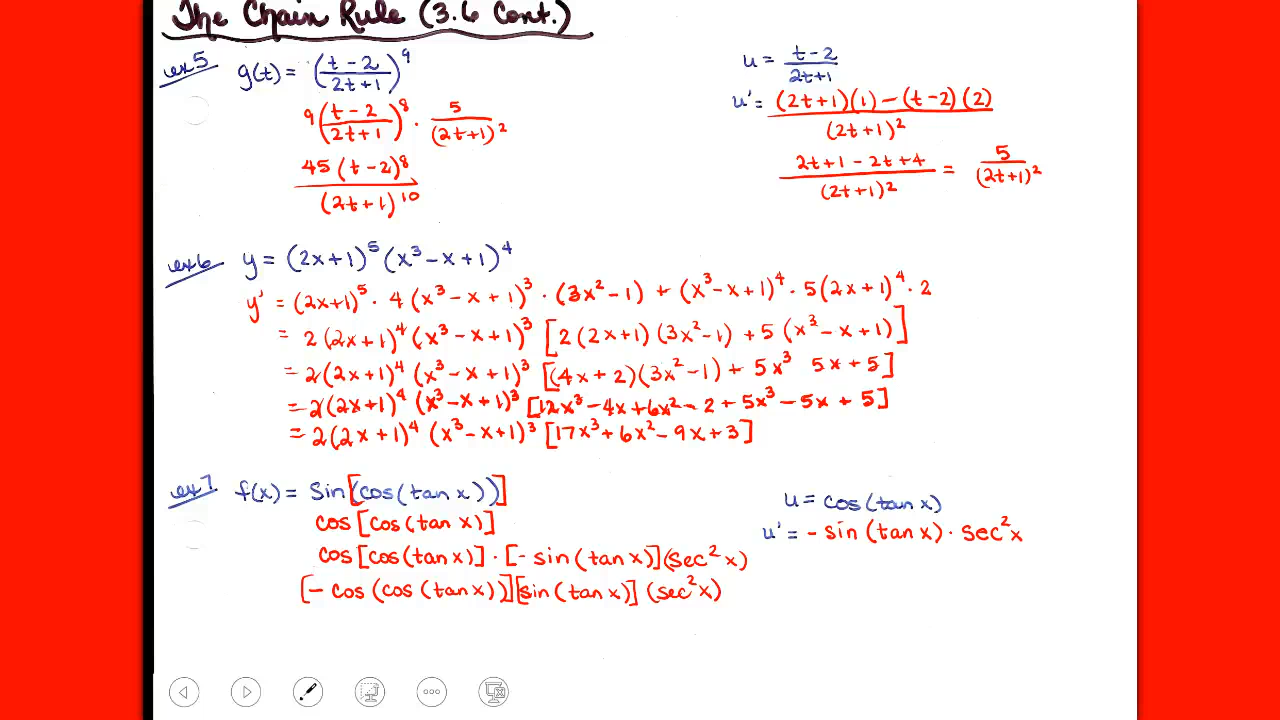 The Chain Rule (3.6 Cont.)
ex5 g(t) = ((t-2)/(2t+1))^9
9((t-2)/(2t+1))^8 · 5/(2t+1)^2
45(t-2)^8/(2t+1)^10
u = (t-2)/(2t+1)
u' = ((2t+1)(1) - (t-2)(2))/(2t+1)^2
(2t+1-2t+4)/(2t+1)^2 = 5/(2t+1)^2
ex6 y = (2x+1)^5 (x^3-x+1)^4
y' = (2x+1)^5 · 4(x^3-x+1)^3 · (3x^2-1) + (x^3-x+1)^4 · 5(2x+1)^4 · 2
= 2(2x+1)^4 (x^3-x+1)^3 [2(2x+1)(3x^2-1) + 5(x^3-x+1)]
= 2(2x+1)^4 (x^3-x+1)^3 [(4x+2)(3x^2-1) + 5x^3 5x+5]
= 2(2x+1)^4 (x^3-x+1)^3 [12x^3-4x+6x^2-2+5x^3-5x+5]
= 2(2x+1)^4 (x^3-x+1)^3 [17x^3+6x^2-9x+3]
ex7 f(x) = Sin[(cos(tan x))]
cos[cos(tan x)]
cos[cos(tan x)] · [-sin(tan x)](sec^2 x)
[-cos(cos(tan x))][sin(tan x)](sec^2 x)
u = cos(tan x)
u' = -sin(tan x) · sec^2 x